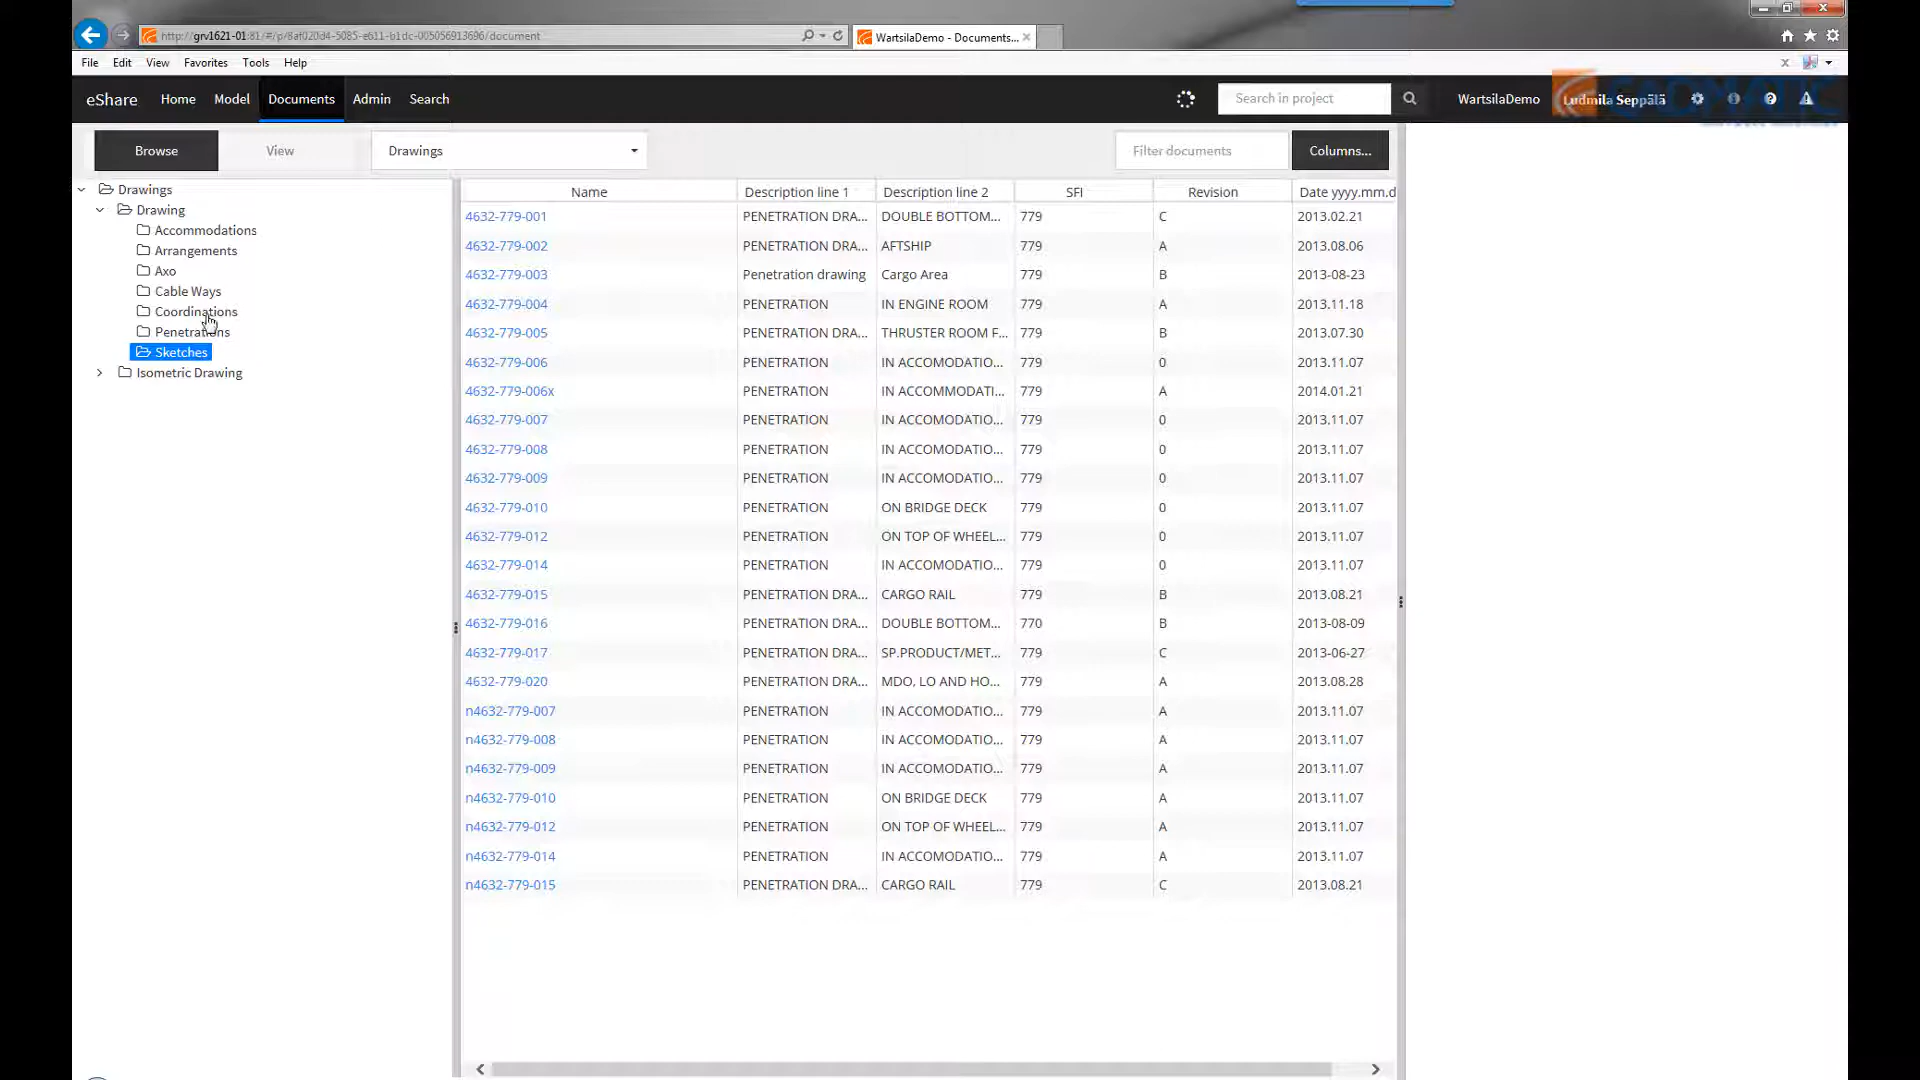 http://grv1621-01:81/#/p/8af020d4-5085-e611-b1dc-005056913696/document
WartsilaDemo - Documents...
File Edit View Favorites Tools Help
eShare Home Model Documents Admin Search Search in project WartsilaDemo Ludmila Seppälä
Browse View Drawings Filter documents Columns...
Drawings
Drawing
Accommodations
Arrangements
Axo
Cable Ways
Coordinations
Penetrations
Sketches
Isometric Drawing
Name Description line 1 Description line 2 SFI Revision Date yyyy.mm.d
4632-779-001 PENETRATION DRA... DOUBLE BOTTOM... 779 C 2013.02.21
4632-779-002 PENETRATION DRA... AFTSHIP 779 A 2013.08.06
4632-779-003 Penetration drawing Cargo Area 779 B 2013-08-23
4632-779-004 PENETRATION IN ENGINE ROOM 779 A 2013.11.18
4632-779-005 PENETRATION DRA... THRUSTER ROOM F... 779 B 2013.07.30
4632-779-006 PENETRATION IN ACCOMODATIO... 779 0 2013.11.07
4632-779-006x PENETRATION IN ACCOMMODATI... 779 A 2014.01.21
4632-779-007 PENETRATION IN ACCOMODATIO... 779 0 2013.11.07
4632-779-008 PENETRATION IN ACCOMODATIO... 779 0 2013.11.07
4632-779-009 PENETRATION IN ACCOMODATIO... 779 0 2013.11.07
4632-779-010 PENETRATION ON BRIDGE DECK 779 0 2013.11.07
4632-779-012 PENETRATION ON TOP OF WHEEL... 779 0 2013.11.07
4632-779-014 PENETRATION IN ACCOMODATIO... 779 0 2013.11.07
4632-779-015 PENETRATION DRA... CARGO RAIL 779 B 2013.08.21
4632-779-016 PENETRATION DRA... DOUBLE BOTTOM... 770 B 2013-08-09
4632-779-017 PENETRATION DRA... SP.PRODUCT/MET... 779 C 2013-06-27
4632-779-020 PENETRATION DRA... MDO, LO AND HO... 779 A 2013.08.28
n4632-779-007 PENETRATION IN ACCOMODATIO... 779 A 2013.11.07
n4632-779-008 PENETRATION IN ACCOMODATIO... 779 A 2013.11.07
n4632-779-009 PENETRATION IN ACCOMODATIO... 779 A 2013.11.07
n4632-779-010 PENETRATION ON BRIDGE DECK 779 A 2013.11.07
n4632-779-012 PENETRATION ON TOP OF WHEEL... 779 A 2013.11.07
n4632-779-014 PENETRATION IN ACCOMODATIO... 779 A 2013.11.07
n4632-779-015 PENETRATION DRA... CARGO RAIL 779 C 2013.08.21